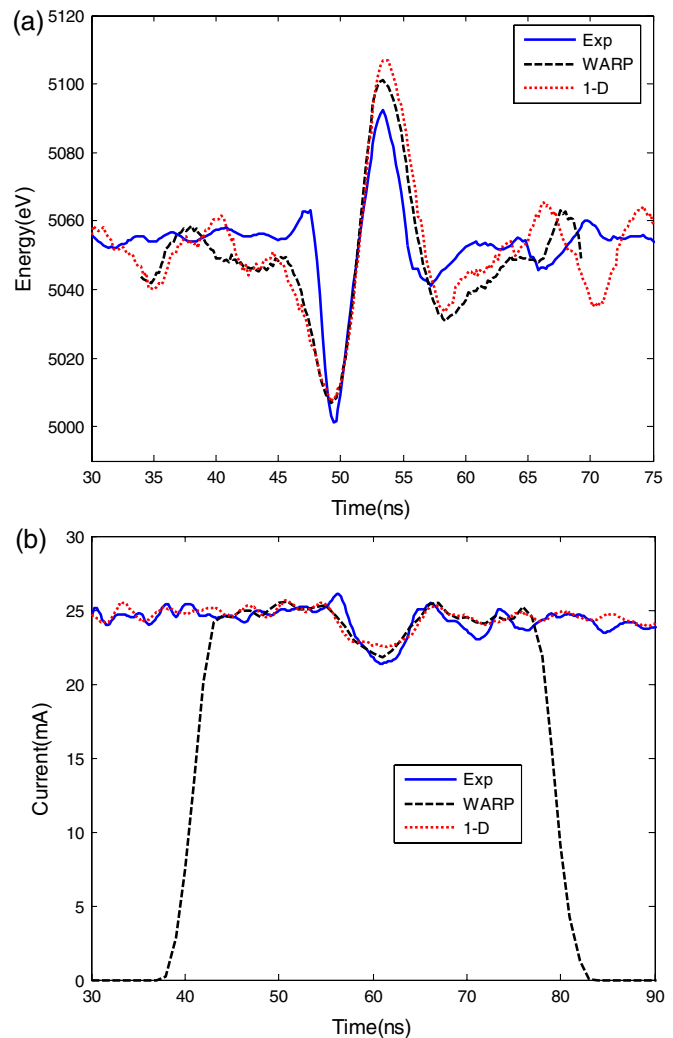 (a)
5120
5100
5080
5060
5040
5020
5000
Energy(eV)
30 35 40 45 50 55 60 65 70 75
Time(ns)
Exp
WARP
1-D
(b)
30
25
20
15
10
5
0
Current(mA)
30 40 50 60 70 80 90
Time(ns)
Exp
WARP
1-D